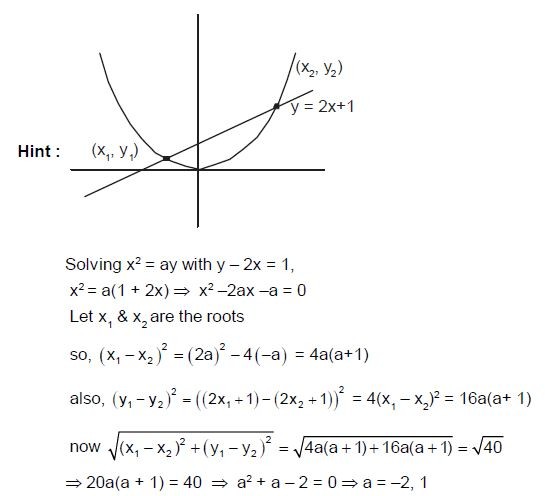 (x₂, y₂)
y = 2x+1
Hint : (x₁, y₁)
Solving x² = ay with y – 2x = 1,
x² = a(1 + 2x) ⇒ x² –2ax –a = 0
Let x₁ & x₂ are the roots
so, (x₁ – x₂)² = (2a)² – 4(–a) = 4a(a+1)
also, (y₁ – y₂)² = ((2x₁ + 1) – (2x₂ + 1))² = 4(x₁ – x₂)² = 16a(a+ 1)
now √((x₁ – x₂)² + (y₁ – y₂)²) = √(4a(a + 1) + 16a(a + 1)) = √40
⇒ 20a(a + 1) = 40 ⇒ a² + a – 2 = 0 ⇒ a = –2, 1